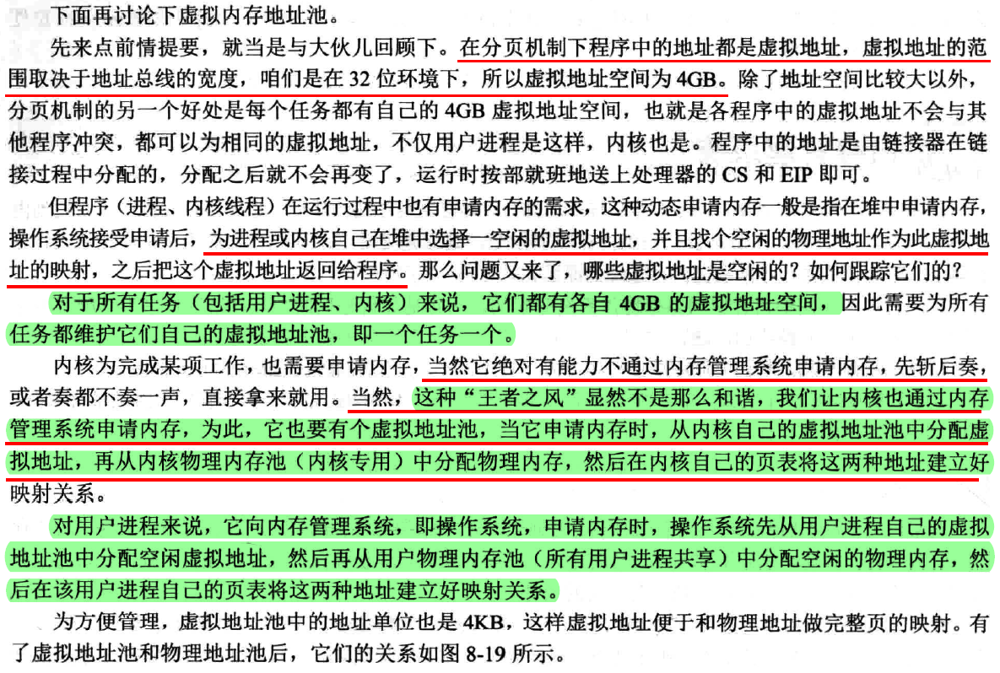 下面再讨论下虚拟内存地址池。
先来点前情提要，就当是与大伙儿回顾下。在分页机制下程序中的地址都是虚拟地址，虚拟地址的范
围取决于地址总线的宽度，咱们是在 32 位环境下，所以虚拟地址空间为 4GB。除了地址空间比较大以外，
分页机制的另一个好处是每个任务都有自己的 4GB 虚拟地址空间，也就是各程序中的虚拟地址不会与其
他程序冲突，都可以为相同的虚拟地址，不仅用户进程是这样，内核也是。程序中的地址是由链接器在链
接过程中分配的，分配之后就不会再变了，运行时按部就班地送上处理器的 CS 和 EIP 即可。
但程序（进程、内核线程）在运行过程中也有申请内存的需求，这种动态申请内存一般是指在堆中申请内存，
操作系统接受申请后，为进程或内核自己在堆中选择一空闲的虚拟地址，并且找个空闲的物理地址作为此虚拟地
址的映射，之后把这个虚拟地址返回给程序。那么问题又来了，哪些虚拟地址是空闲的？如何跟踪它们的？
对于所有任务（包括用户进程、内核）来说，它们都有各自 4GB 的虚拟地址空间，因此需要为所有
任务都维护它们自己的虚拟地址池，即一个任务一个。
内核为完成某项工作，也需要申请内存，当然它绝对有能力不通过内存管理系统申请内存，先斩后奏，
或者奏都不奏一声，直接拿来就用。当然，这种“王者之风”显然不是那么和谐，我们让内核也通过内存
管理系统申请内存，为此，它也要有个虚拟地址池，当它申请内存时，从内核自己的虚拟地址池中分配虚
拟地址，再从内核物理内存池（内核专用）中分配物理内存，然后在内核自己的页表将这两种地址建立好
映射关系。
对用户进程来说，它向内存管理系统，即操作系统，申请内存时，操作系统先从用户进程自己的虚拟
地址池中分配空闲虚拟地址，然后再从用户物理内存池（所有用户进程共享）中分配空闲的物理内存，然
后在该用户进程自己的页表将这两种地址建立好映射关系。
为方便管理，虚拟地址池中的地址单位也是 4KB，这样虚拟地址便于和物理地址做完整页的映射。有
了虚拟地址池和物理地址池后，它们的关系如图 8-19 所示。